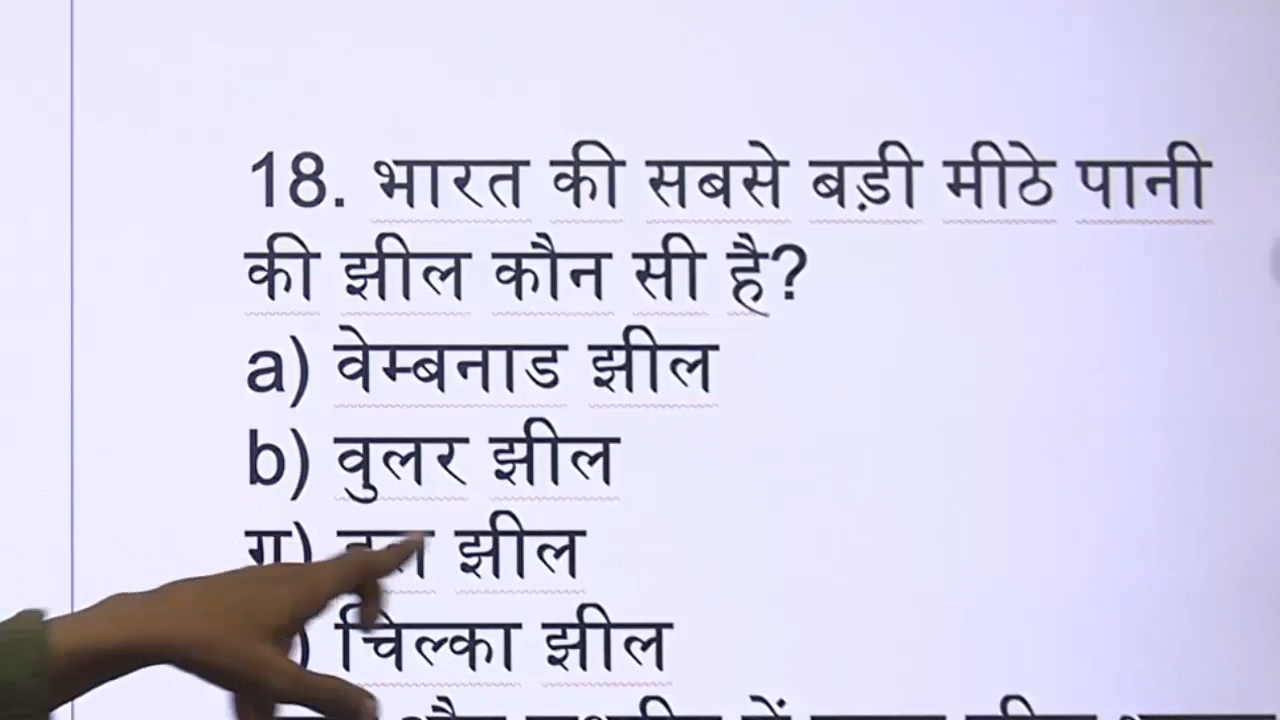 18. भारत की सबसे बड़ी मीठे पानी
की झील कौन सी है?
a) वेम्बनाड झील
b) वुलर झील
ग) झील
) चिल्का झील